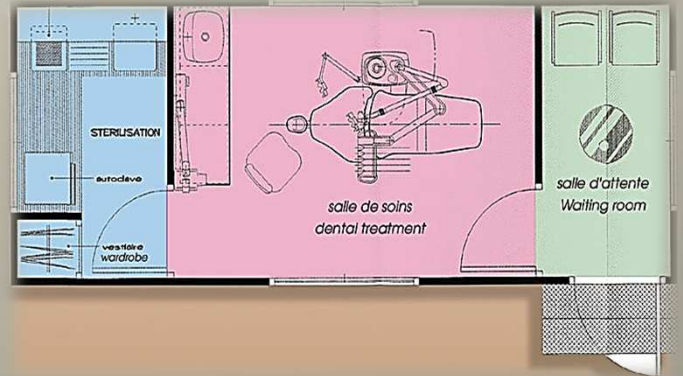 STERILISATION
autoclave
vestiaire
wardrobe
salle de soins
dental treatment
salle d'attente
Waiting room